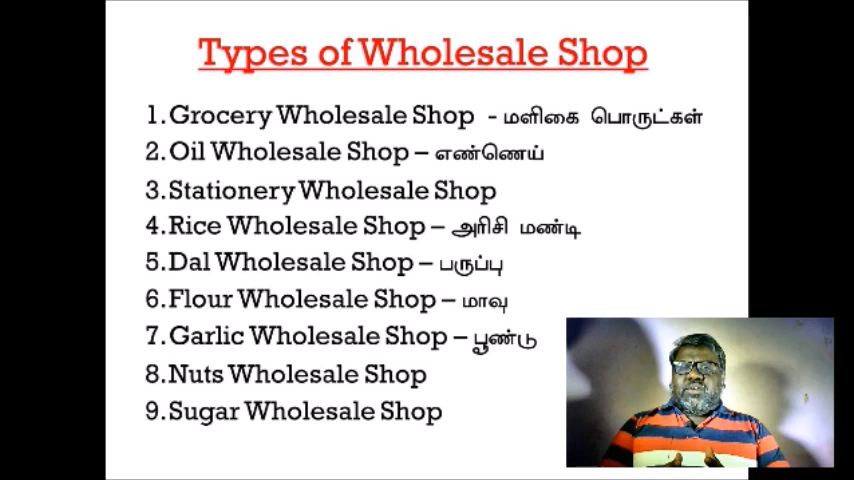 Types of Wholesale Shop
1.Grocery Wholesale Shop - மளிகை பொருட்கள்
2.Oil Wholesale Shop – எண்ணெய்
3.Stationery Wholesale Shop
4.Rice Wholesale Shop – அரிசி மண்டி
5.Dal Wholesale Shop – பருப்பு
6.Flour Wholesale Shop – மாவு
7.Garlic Wholesale Shop – பூண்டு
8.Nuts Wholesale Shop
9.Sugar Wholesale Shop